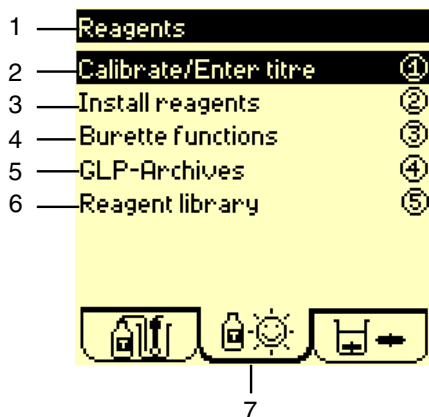 1 Reagents
2 Calibrate/Enter titre ①
3 Install reagents ②
4 Burette functions ③
5 GLP-Archives ④
6 Reagent library ⑤
7